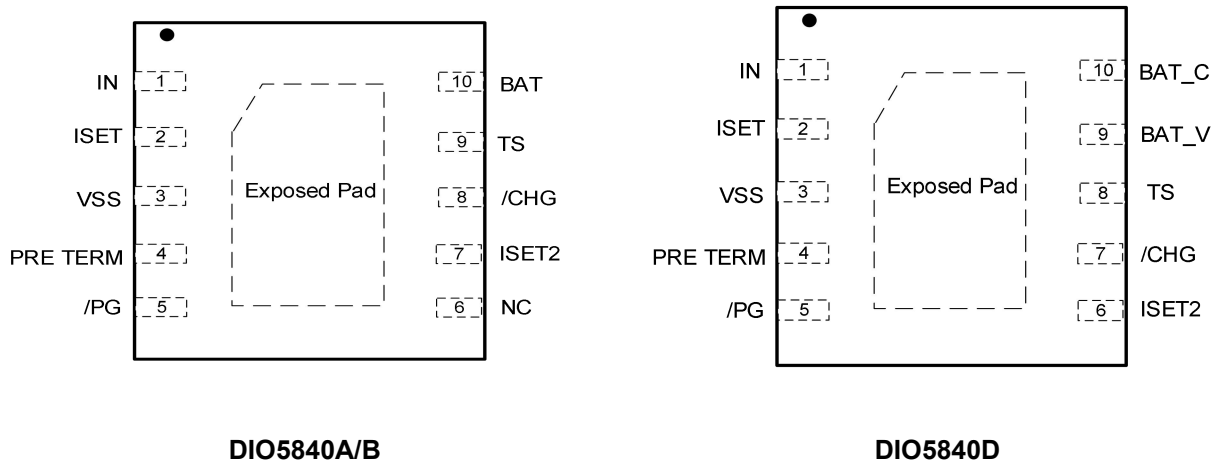 IN 1 10 BAT
ISET 2 9 TS
VSS 3 Exposed Pad 8 /CHG
PRE TERM 4 7 ISET2
/PG 5 6 NC
DIO5840A/B
IN 1 10 BAT_C
ISET 2 9 BAT_V
VSS 3 Exposed Pad 8 TS
PRE TERM 4 7 /CHG
/PG 5 6 ISET2
DIO5840D